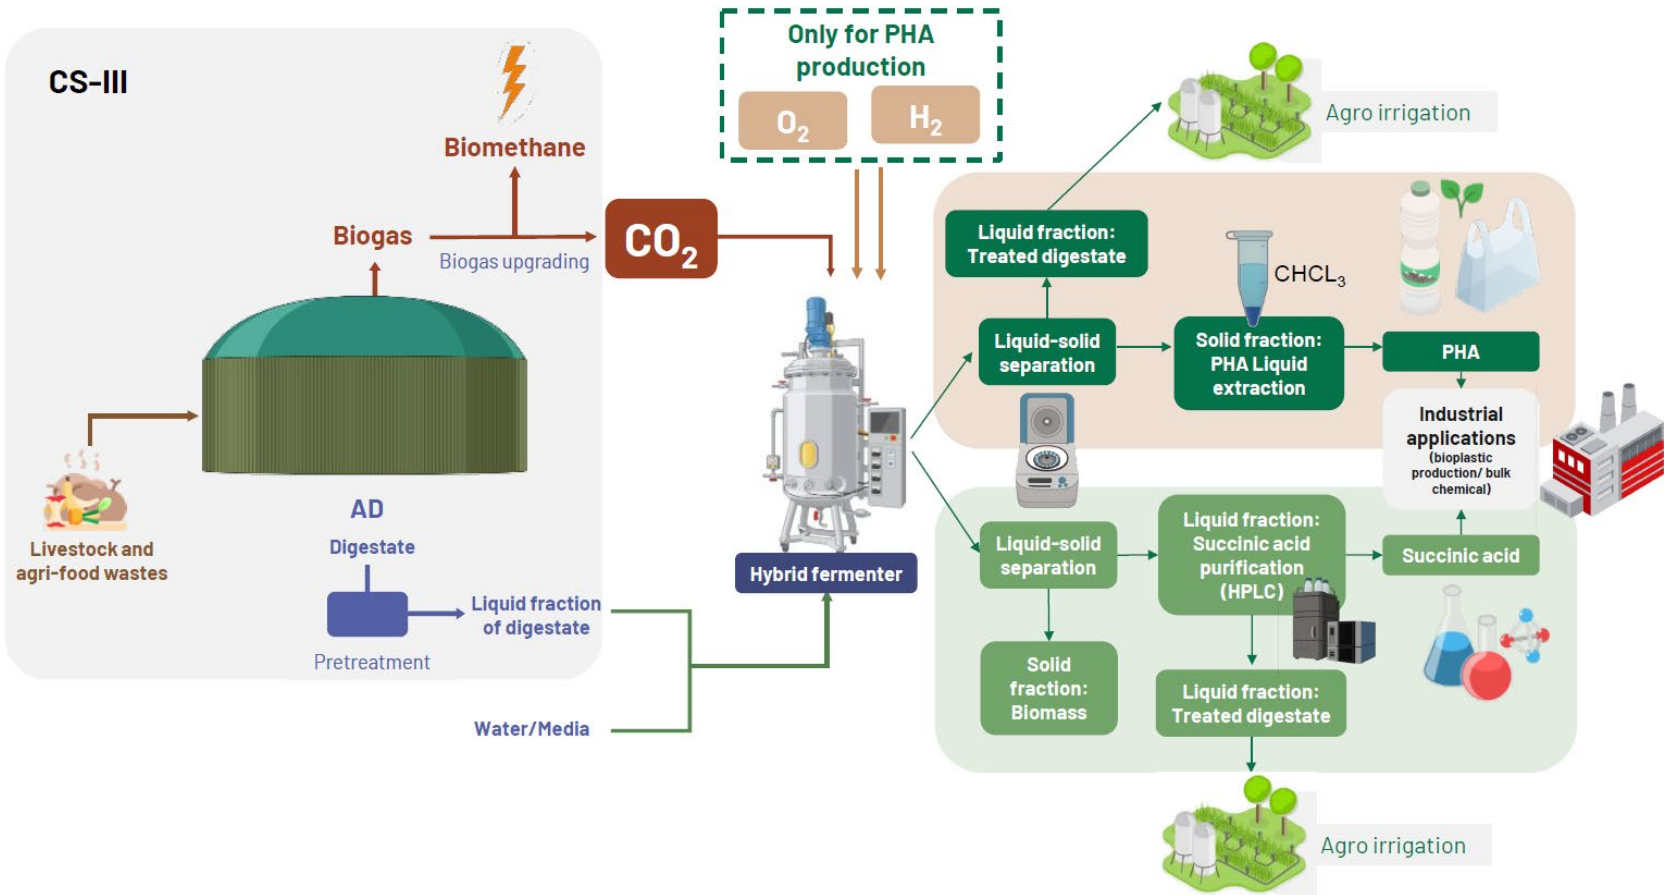 CS-III
Biomethane
Biogas
Biogas upgrading
CO₂
Only for PHA
production
O₂
H₂
AD
Livestock and
agri-food wastes
Digestate
Pretreatment
Liquid fraction
of digestate
Water/Media
Hybrid fermenter
Agro irrigation
Liquid fraction:
Treated digestate
CHCL₃
Liquid-solid
separation
Solid fraction:
PHA Liquid
extraction
PHA
Industrial
applications
(bioplastic
production/ bulk
chemical)
Liquid-solid
separation
Liquid fraction:
Succinic acid
purification
(HPLC)
Succinic acid
Solid
fraction:
Biomass
Liquid fraction:
Treated digestate
Agro irrigation